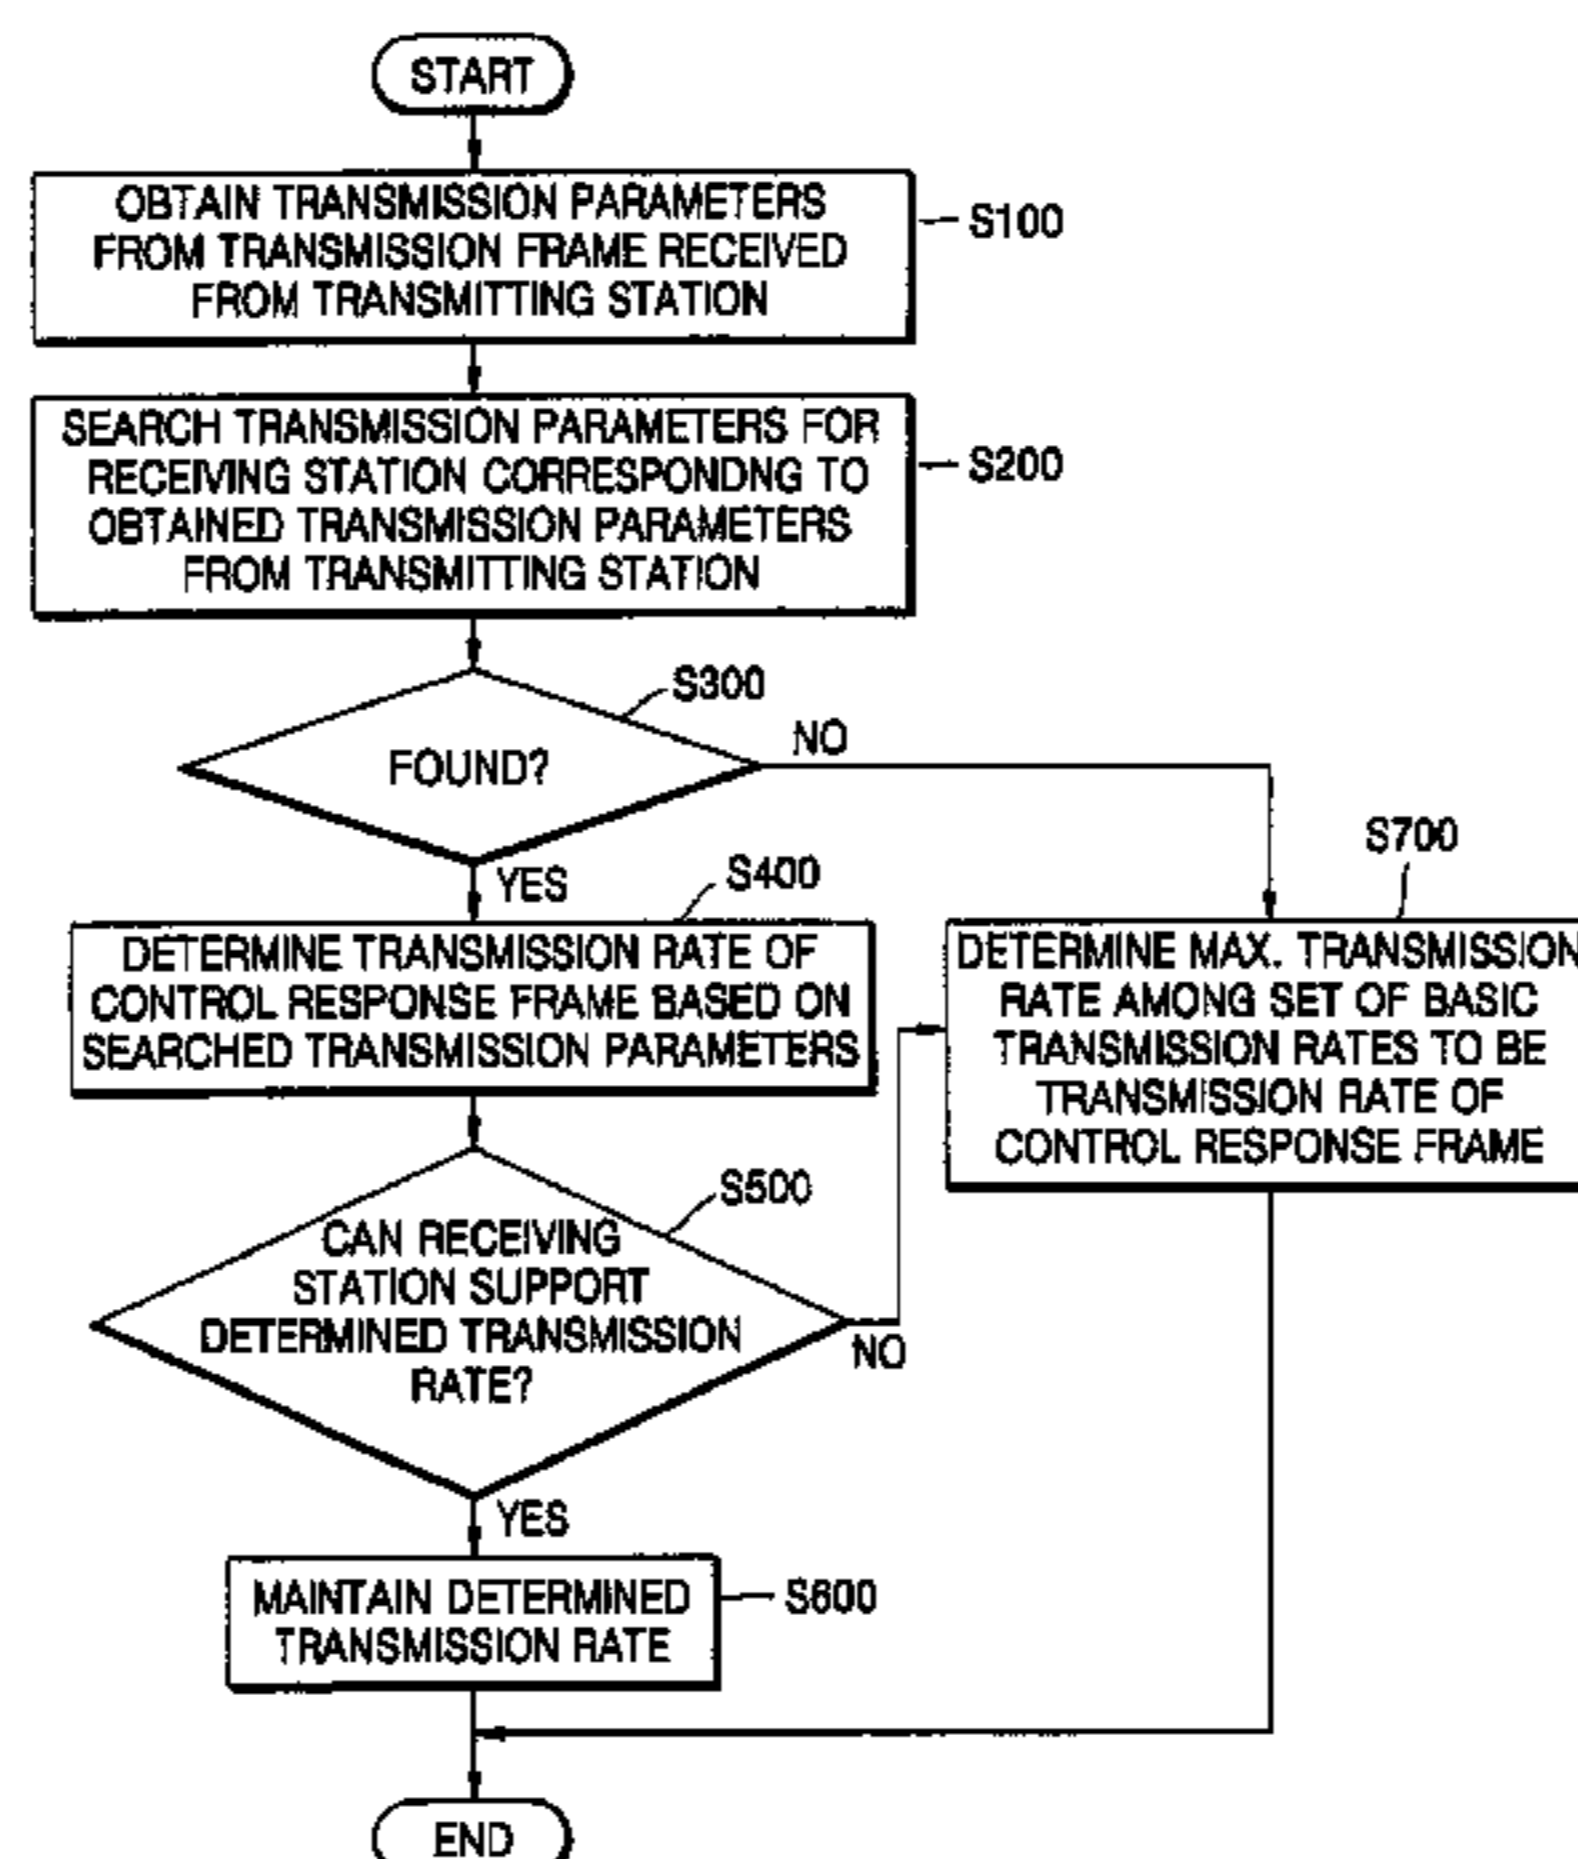 START
OBTAIN TRANSMISSION PARAMETERS
FROM TRANSMISSION FRAME RECEIVED
FROM TRANSMITTING STATION
S100
SEARCH TRANSMISSION PARAMETERS FOR
RECEIVING STATION CORRESPONDNG TO
OBTAINED TRANSMISSION PARAMETERS
FROM TRANSMITTING STATION
S200
S300
FOUND?
NO
YES
S400
DETERMINE TRANSMISSION RATE OF
CONTROL RESPONSE FRAME BASED ON
SEARCHED TRANSMISSION PARAMETERS
S700
DETERMINE MAX. TRANSMISSION
RATE AMONG SET OF BASIC
TRANSMISSION RATES TO BE
TRANSMISSION RATE OF
CONTROL RESPONSE FRAME
S500
CAN RECEIVING
STATION SUPPORT
DETERMINED TRANSMISSION
RATE?
NO
YES
MAINTAIN DETERMINED
TRANSMISSION RATE
S600
END